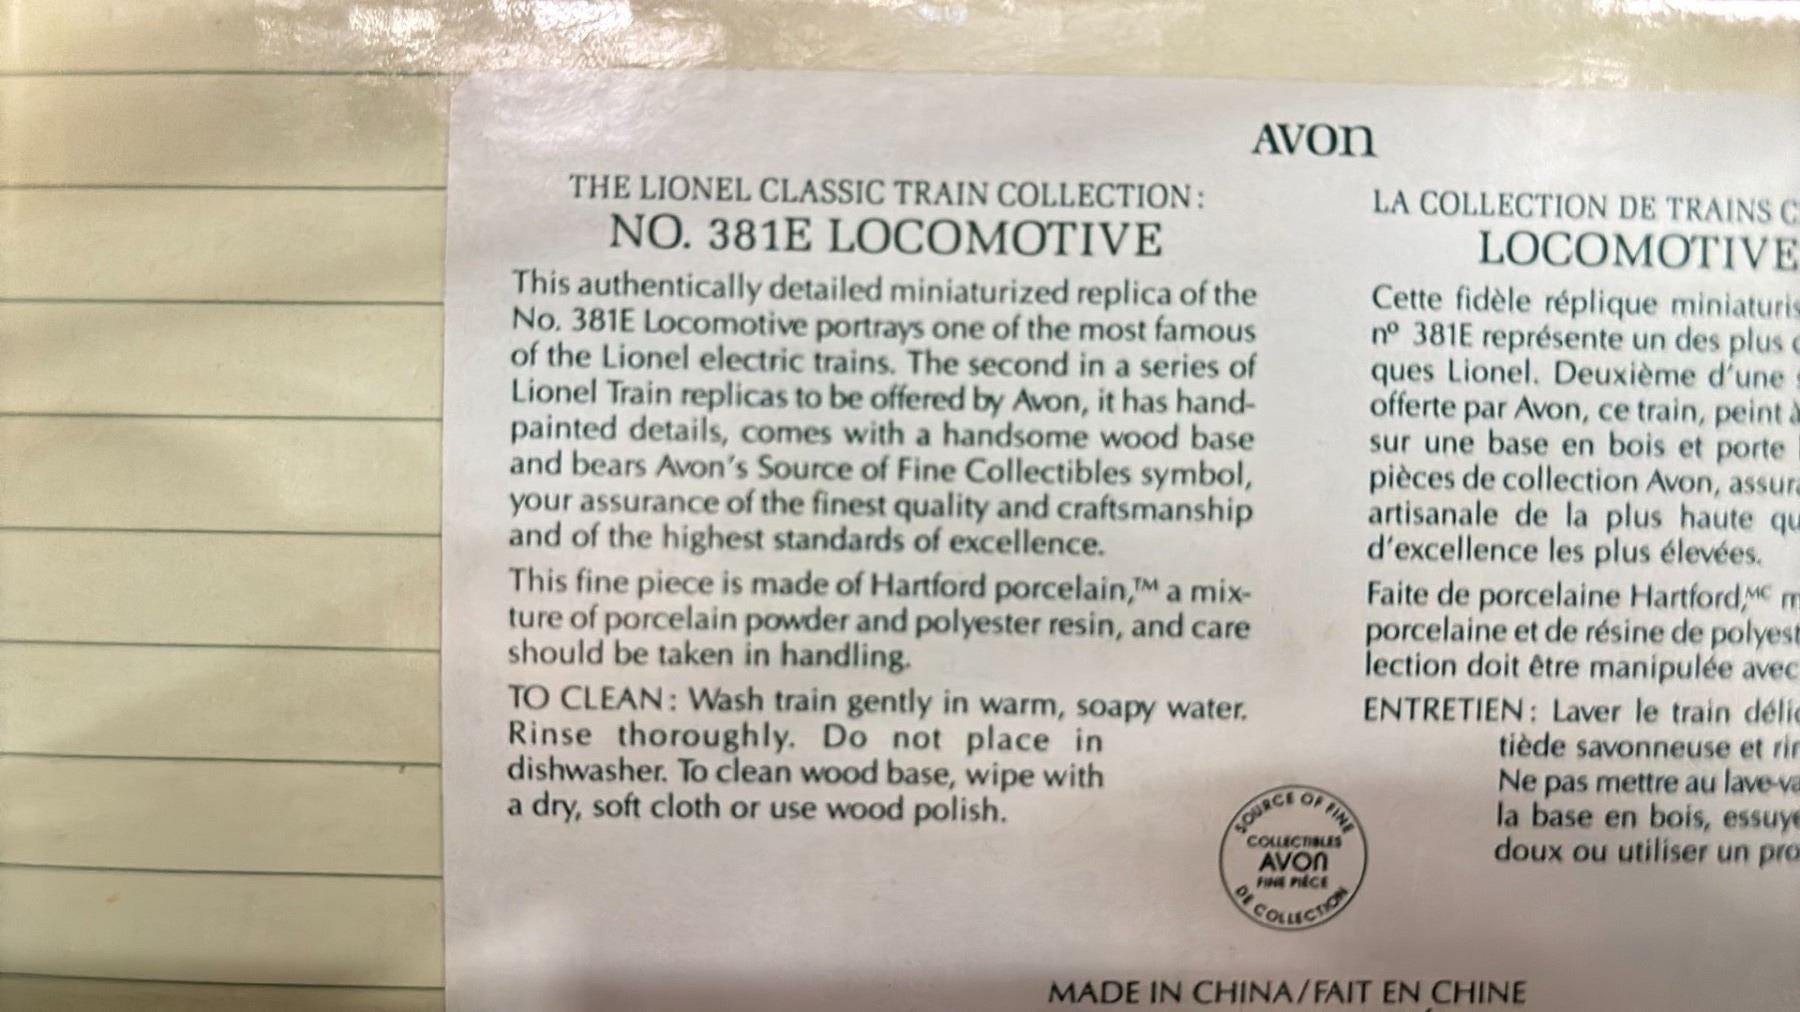 AVON
THE LIONEL CLASSIC TRAIN COLLECTION:
NO. 381E LOCOMOTIVE
This authentically detailed miniaturized replica of the
No. 381E Locomotive portrays one of the most famous
of the Lionel electric trains. The second in a series of
Lionel Train replicas to be offered by Avon, it has hand-
painted details, comes with a handsome wood base
and bears Avon's Source of Fine Collectibles symbol,
your assurance of the finest quality and craftsmanship
and of the highest standards of excellence.
This fine piece is made of Hartford porcelain,™ a mix-
ture of porcelain powder and polyester resin, and care
should be taken in handling.
TO CLEAN: Wash train gently in warm, soapy water.
Rinse thoroughly. Do not place in
dishwasher. To clean wood base, wipe with
a dry, soft cloth or use wood polish.
LA COLLECTION DE TRAINS
LOCOMOTIVE
Cette fidèle réplique
nº 381E représente un des plus
ques Lionel. Deuxième d'une
offerte par Avon, ce train, peint
sur une base en bois et porte
pièces de collection Avon,
artisanale de la plus haute
d'excellence les plus élevées.
Faite de porcelaine Hartford,MC
porcelaine et de résine de
lection doit être manipulée avec
ENTRETIEN: Laver le train
tiède savonneuse et
Ne pas mettre au
la base en bois,
doux ou utiliser un
SOURCE OF FINE
COLLECTIBLES
AVON
FINE PIÈCE
DE COLLECTION
MADE IN CHINA/FAIT EN CHINE